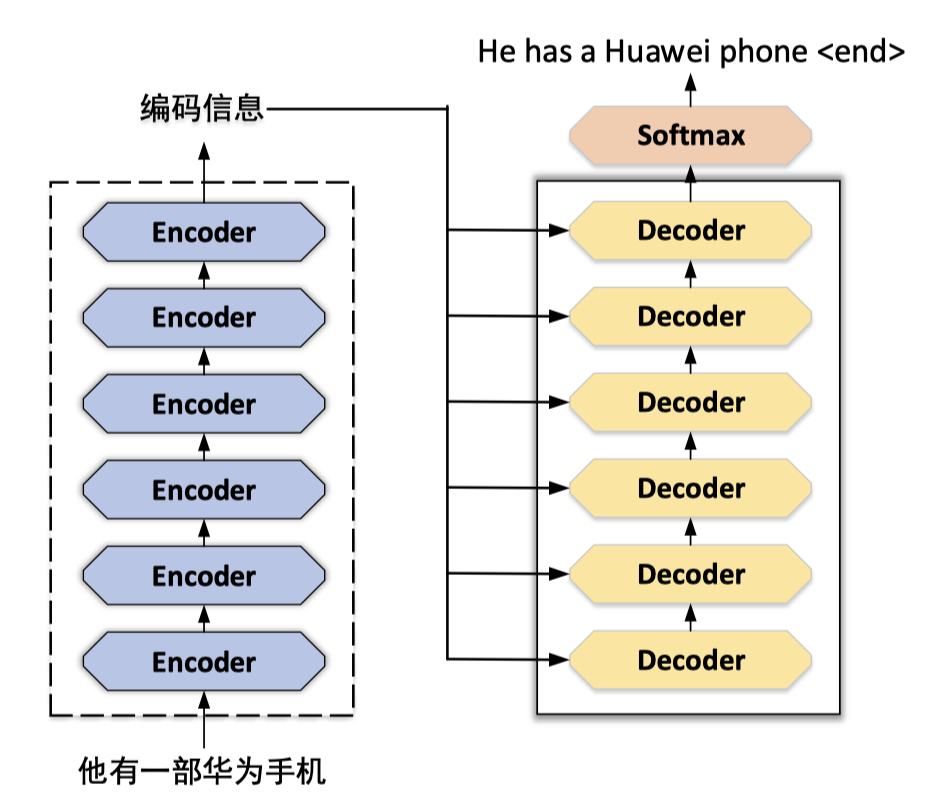 He has a Huawei phone <end>
编码信息
Softmax
Encoder
Decoder
Encoder
Decoder
Encoder
Decoder
Encoder
Decoder
Encoder
Decoder
Encoder
Decoder
他有一部华为手机